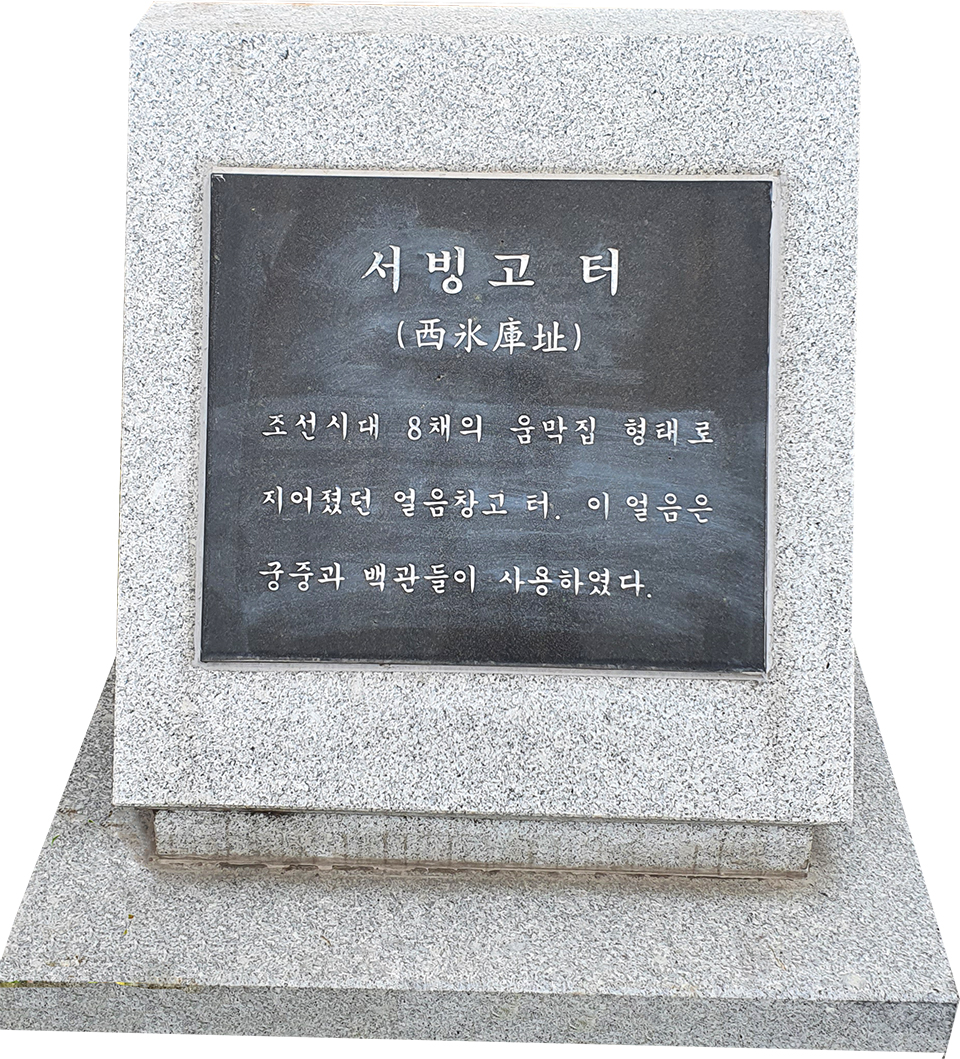 서빙고 터
(西氷庫址)
조선시대 8채의 움막집 형태로
지어졌던 얼음창고 터. 이 얼음은
궁중과 백관들이 사용하였다.